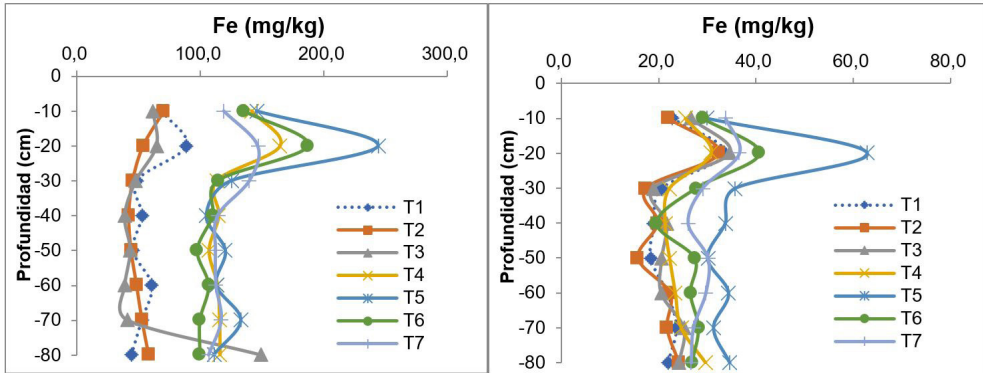 Fe (mg/kg)
0,0 100,0 200,0 300,0
0
-10
-20
-30
-40
-50
-60
-70
-80
Profundidad (cm)
T1
T2
T3
T4
T5
T6
T7
Fe (mg/kg)
0,0 20,0 40,0 60,0 80,0
0
-10
-20
-30
-40
-50
-60
-70
-80
Profundidad (cm)
T1
T2
T3
T4
T5
T6
T7